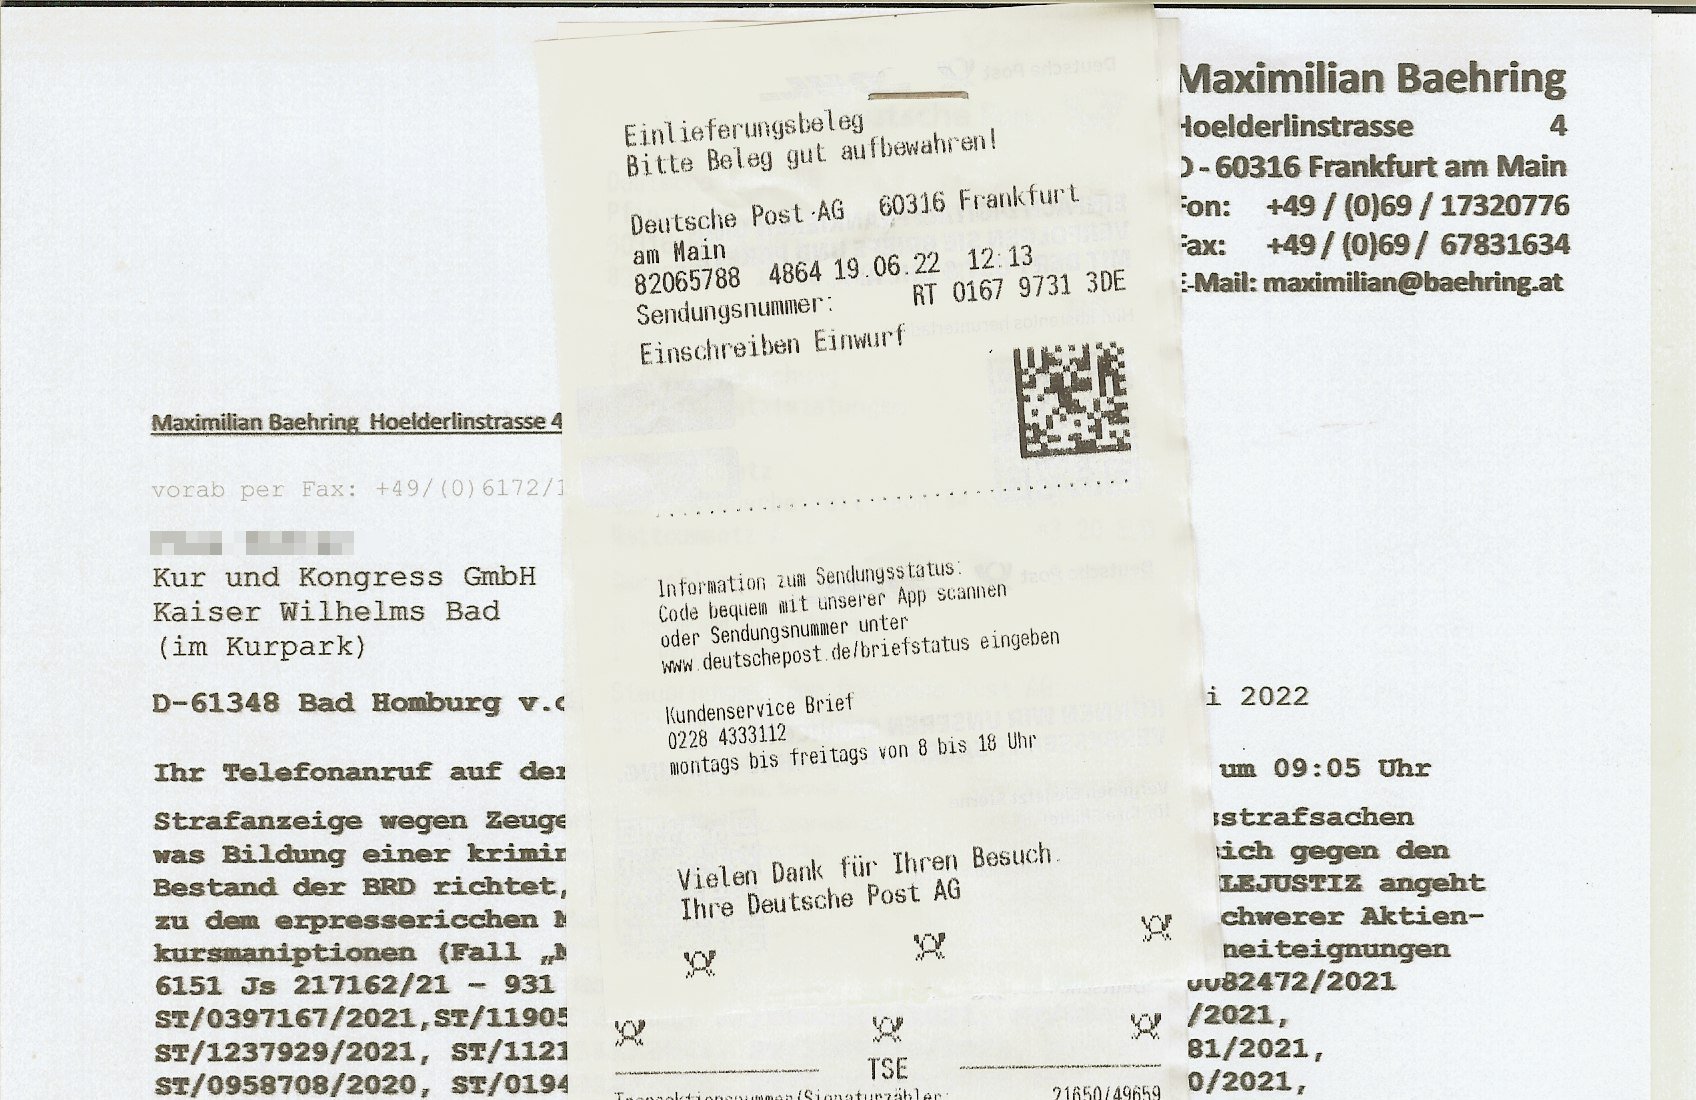 Maximilian Baehring
Hoelderlinstrasse 4
D - 60316 Frankfurt am Main
Fon: +49 / (0)69 / 17320776
Fax: +49 / (0)69 / 67831634
E-Mail: maximilian@baehring.at
Einlieferungsbeleg
Bitte Beleg gut aufbewahren!
Deutsche Post AG 60316 Frankfurt
am Main
82065788 4864 19.06.22 12:13
Sendungsnummer: RT 0167 9731 3DE
Einschreiben Einwurf
Information zum Sendungsstatus:
Code bequem mit unserer App scannen
oder Sendungsnummer unter
www.deutschepost.de/briefstatus eingeben
Kundenservice Brief
0228 4333112
montags bis freitags von 8 bis 18 Uhr
Vielen Dank für Ihren Besuch.
Ihre Deutsche Post AG
TSE
Transaktionsnummer/Signaturzähler: 21650/49659
Maximilian Baehring Hoelderlinstrasse 4
vorab per Fax: +49/(0)6172/1
Kur und Kongress GmbH
Kaiser Wilhelms Bad
(im Kurpark)
D-61348 Bad Homburg v.d
i 2022
Ihr Telefonanruf auf der um 09:05 Uhr
Strafanzeige wegen Zeuge sstrafsachen
was Bildung einer krimin sich gegen den
Bestand der BRD richtet, LEJUSTIZ angeht
zu dem erpressericchen M chwerer Aktien-
kursmaniptionen (Fall „M neiteignungen
6151 Js 217162/21 – 931 0082472/2021
ST/0397167/2021,ST/11905 /2021,
ST/1237929/2021, ST/1121 81/2021,
ST/0958708/2020, ST/0194 0/2021,